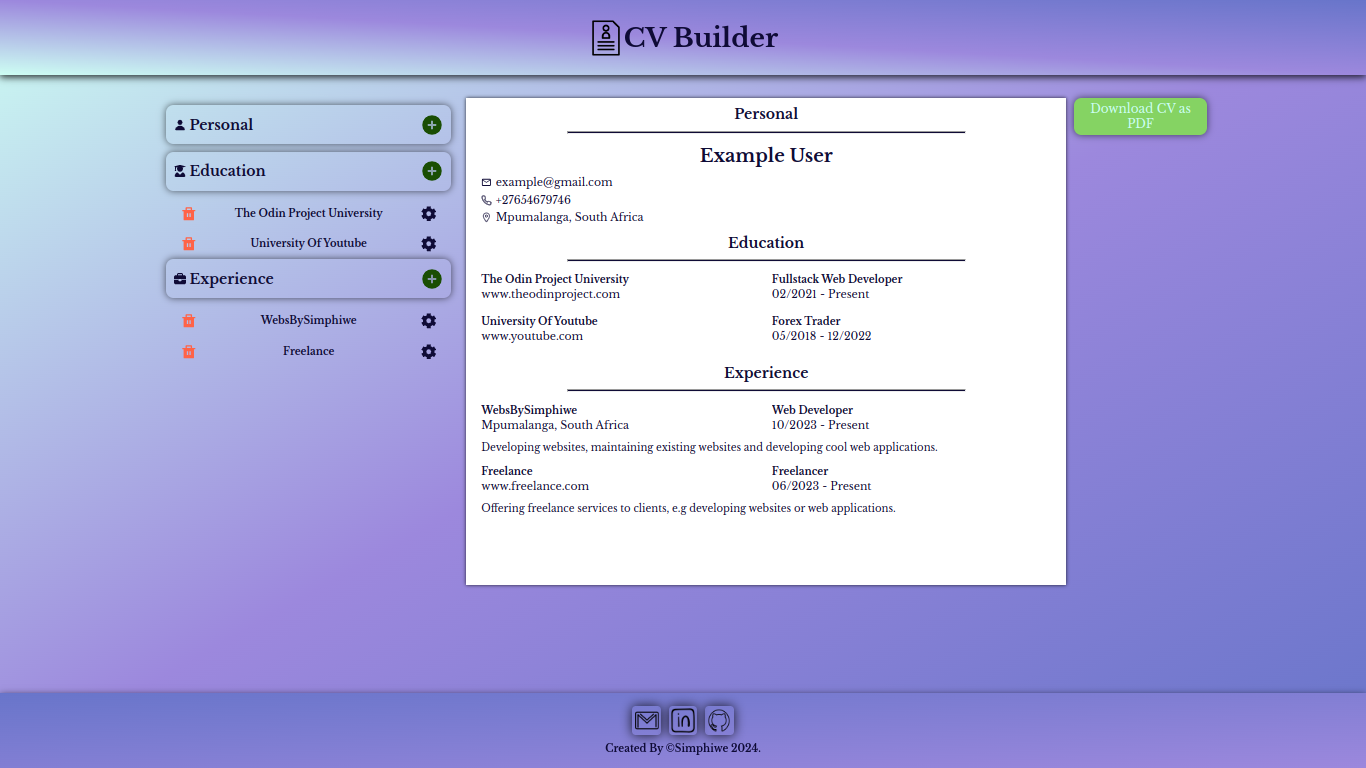 CV Builder
Personal
Education
The Odin Project University
University Of Youtube
Experience
WebsBySimphiwe
Freelance
Personal
Example User
example@gmail.com
+27654679746
Mpumalanga, South Africa
Education
The Odin Project University Fullstack Web Developer
www.theodinproject.com 02/2021 - Present
University Of Youtube Forex Trader
www.youtube.com 05/2018 - 12/2022
Experience
WebsBySimphiwe Web Developer
Mpumalanga, South Africa 10/2023 - Present
Developing websites, maintaining existing websites and developing cool web applications.
Freelance Freelancer
www.freelance.com 06/2023 - Present
Offering freelance services to clients, e.g developing websites or web applications.
Download CV as
PDF
Created By ©Simphiwe 2024.